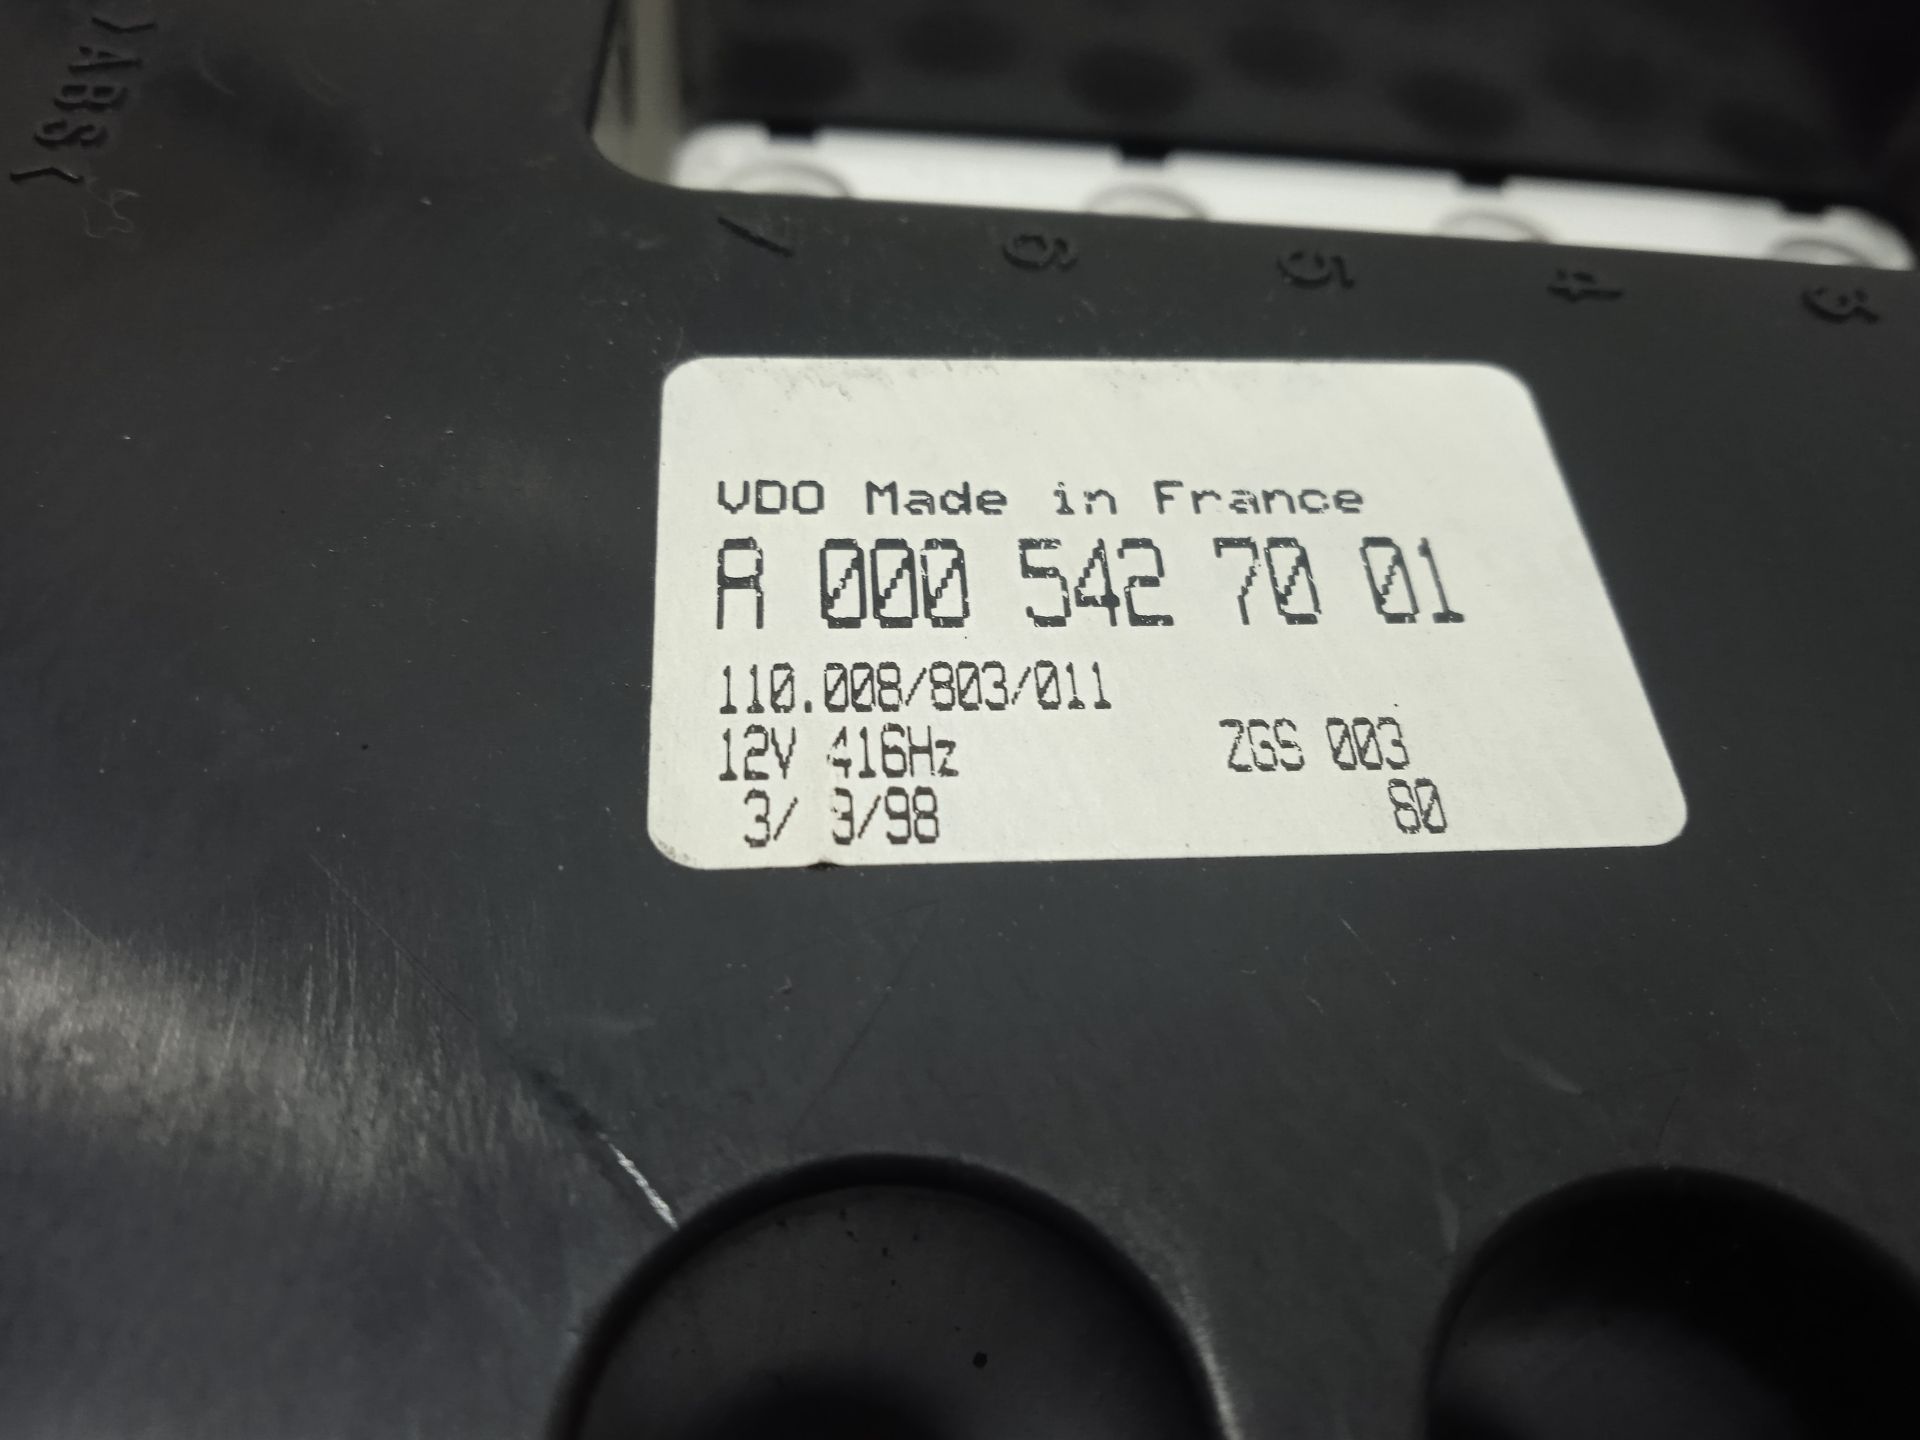 >ABS<
7 6 5 4 3
VDO Made in France
A 000 542 70 01
110.008/803/011
12V 416Hz ZGS 003
3/ 3/98 80